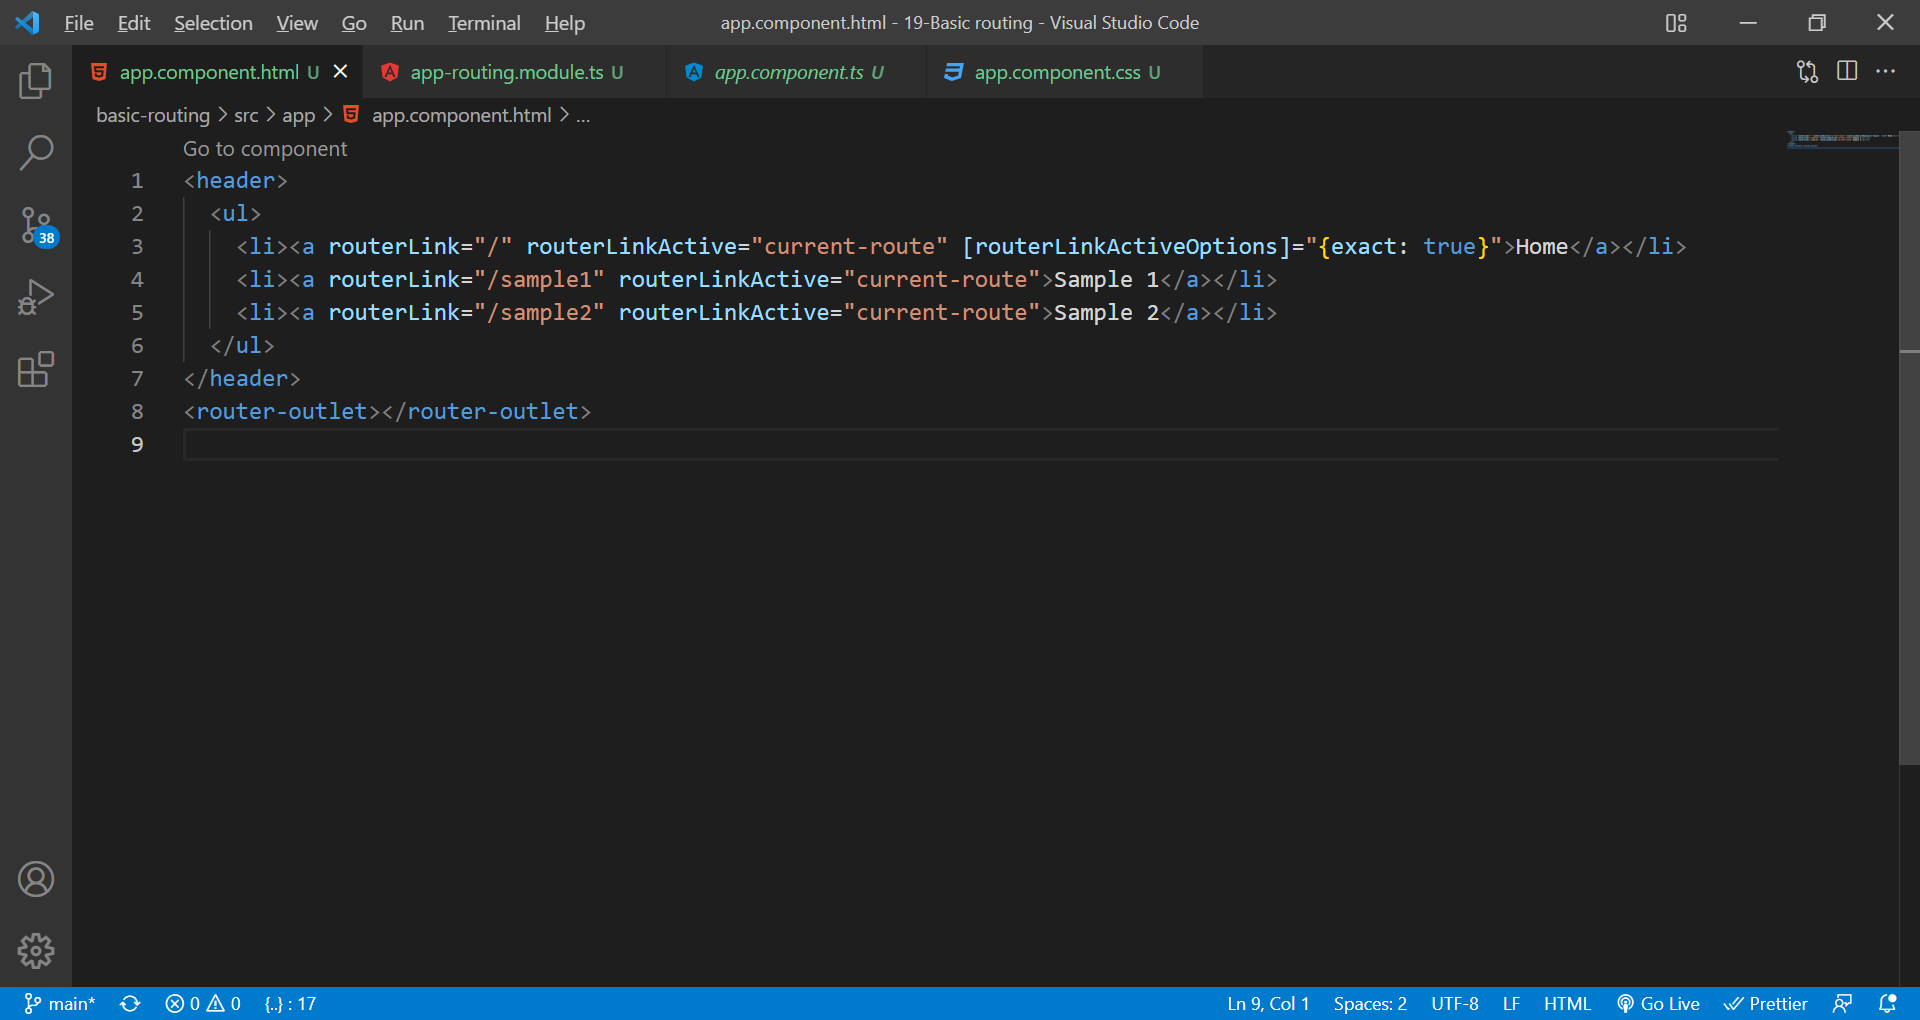 File Edit Selection View Go Run Terminal Help app.component.html - 19-Basic routing - Visual Studio Code
app.component.html U app-routing.module.ts U app.component.ts U app.component.css U
basic-routing > src > app > app.component.html > ...
Go to component
1 <header>
2 <ul>
3 <li><a routerLink="/" routerLinkActive="current-route" [routerLinkActiveOptions]="{exact: true}">Home</a></li>
4 <li><a routerLink="/sample1" routerLinkActive="current-route">Sample 1</a></li>
5 <li><a routerLink="/sample2" routerLinkActive="current-route">Sample 2</a></li>
6 </ul>
7 </header>
8 <router-outlet></router-outlet>
9
38
main* 0 0 {..} : 17 Ln 9, Col 1 Spaces: 2 UTF-8 LF HTML Go Live Prettier